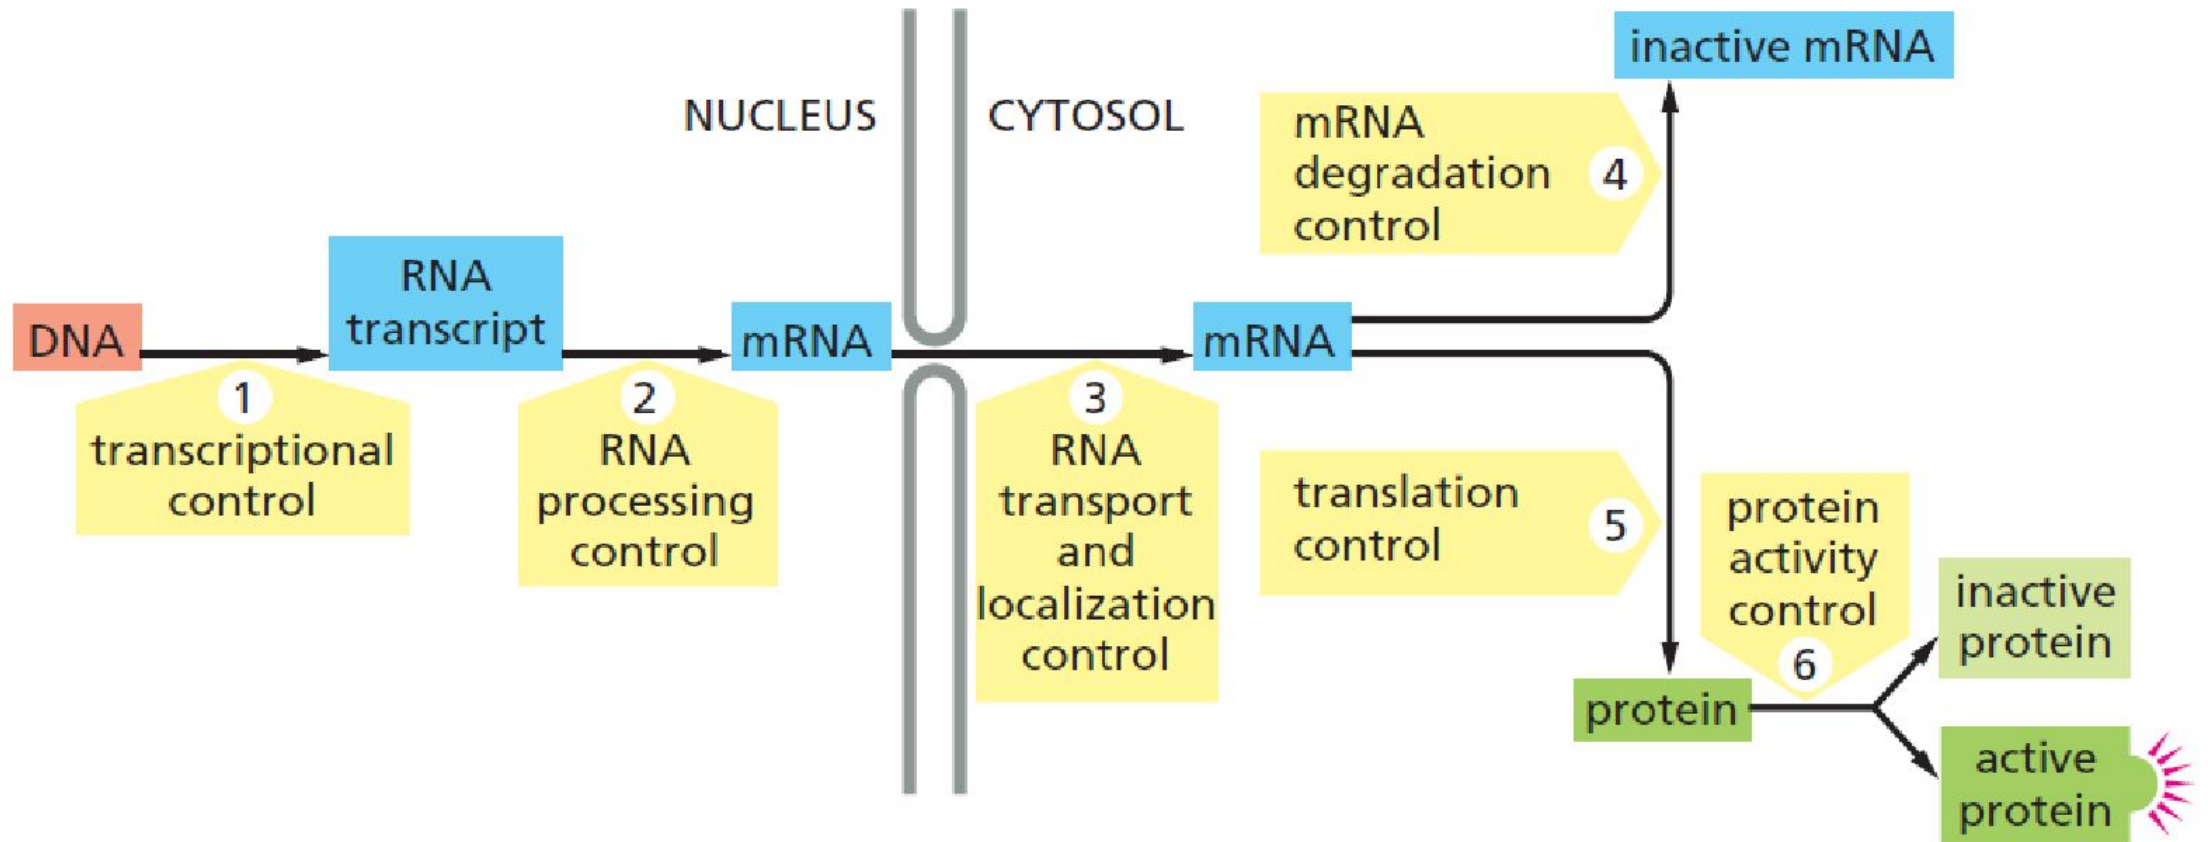 NUCLEUS
CYTOSOL
DNA
1
transcriptional
control
RNA
transcript
2
RNA
processing
control
mRNA
3
RNA
transport
and
localization
control
mRNA
mRNA
degradation
control
4
inactive mRNA
translation
control
5
protein
protein
activity
control
6
inactive
protein
active
protein